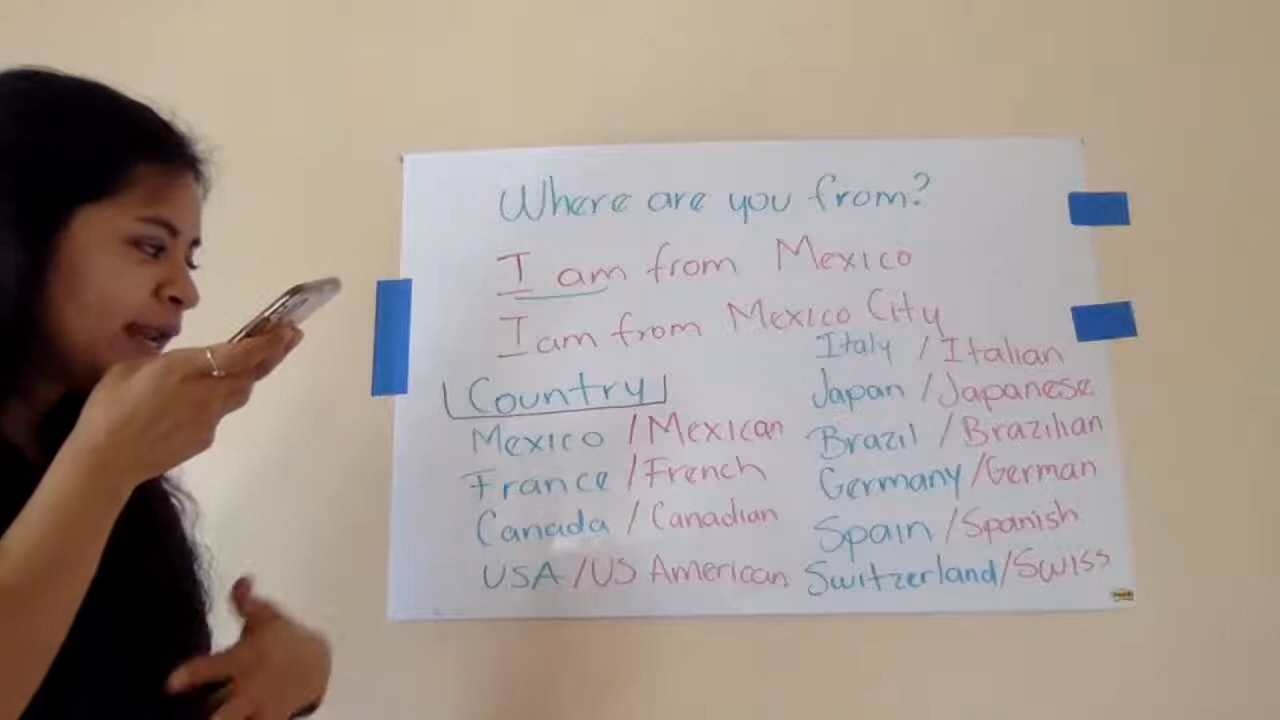 Where are you from?
I am from Mexico
I am from Mexico City
Country
Mexico / Mexican
France / French
Canada / Canadian
USA / US American
Italy / Italian
Japan / Japanese
Brazil / Brazilian
Germany / German
Spain / Spanish
Switzerland / Swiss